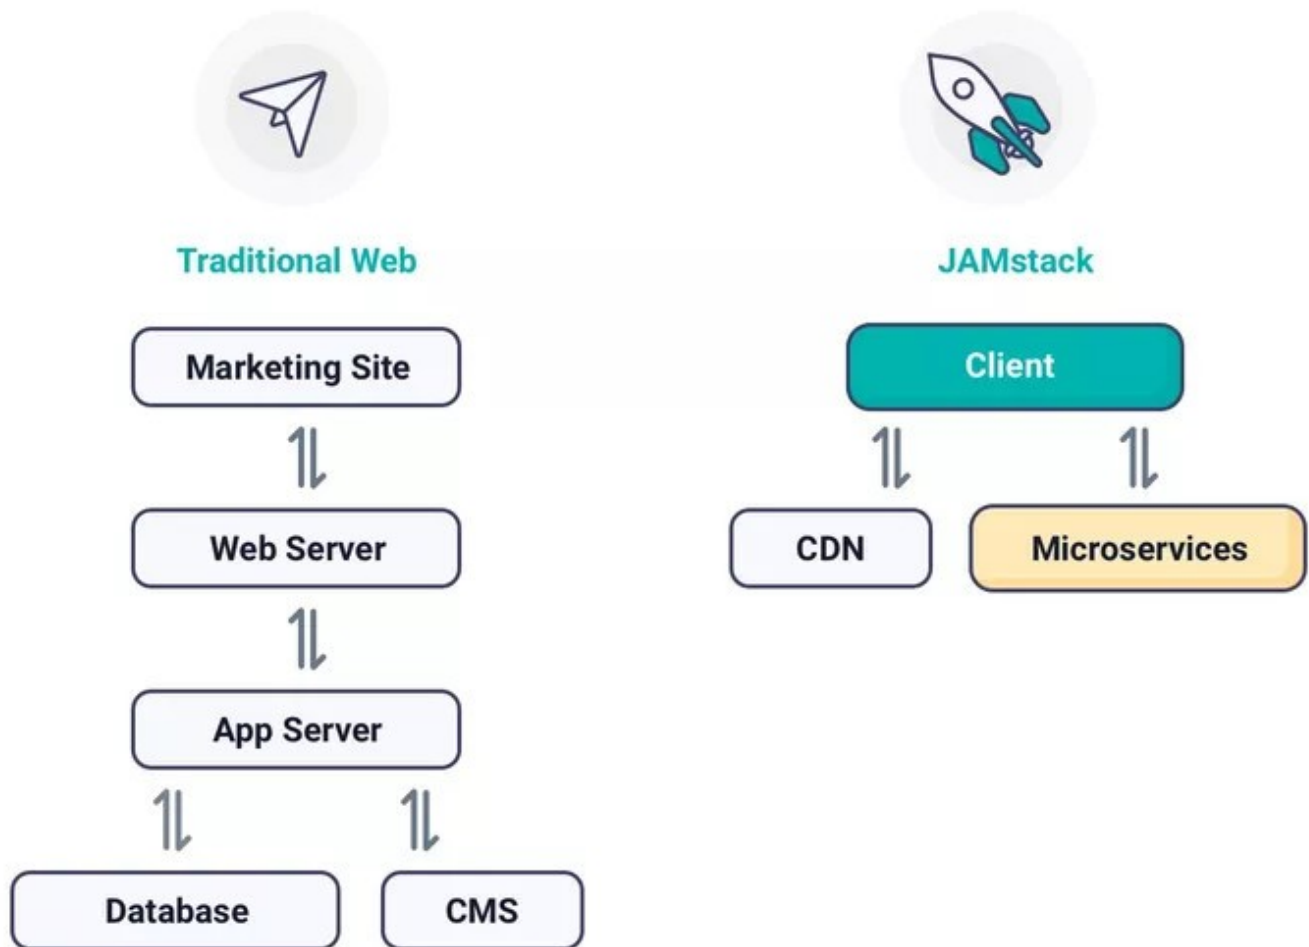 Traditional Web
Marketing Site
Web Server
App Server
Database
CMS
JAMstack
Client
CDN
Microservices